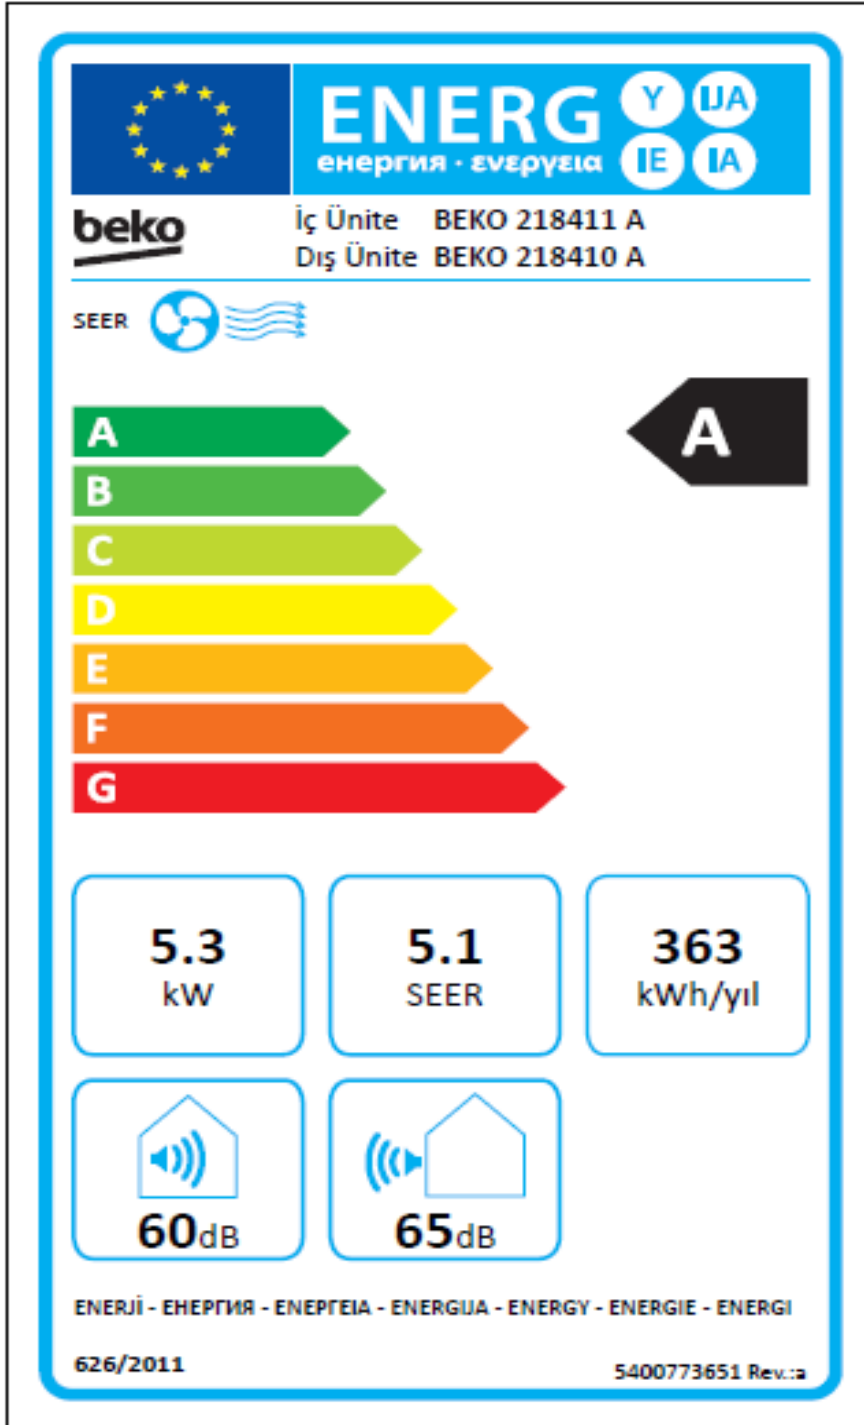 ENERG Y IJA
енергия · ενεργεια IE IA
beko
İç Ünite BEKO 218411 A
Dış Ünite BEKO 218410 A
SEER
A
A
B
C
D
E
F
G
5.3
kW
5.1
SEER
363
kWh/yıl
60dB
65dB
ENERJİ - ЕНЕРГИЯ - ΕΝΕΡΓΕΙΑ - ENERGIJA - ENERGY - ENERGIE - ENERGI
626/2011
5400773651 Rev.:a